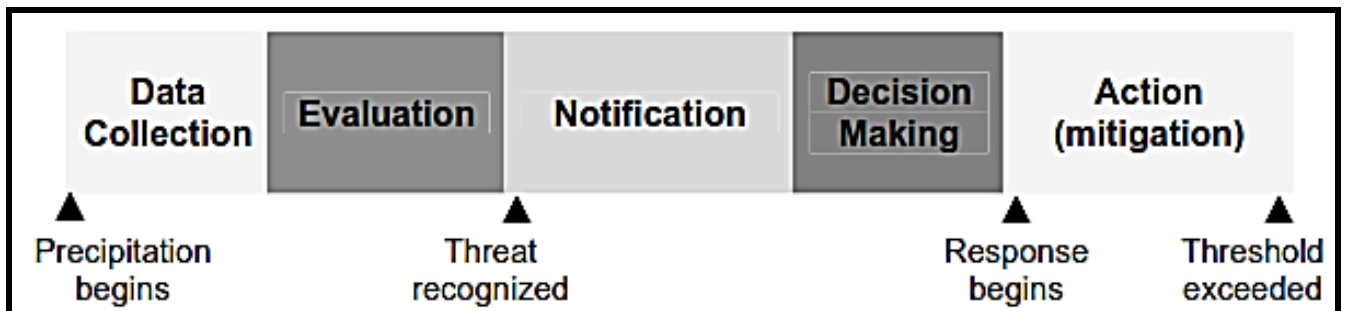 Data
Collection
Evaluation
Notification
Decision
Making
Action
(mitigation)
Precipitation
begins
Threat
recognized
Response
begins
Threshold
exceeded